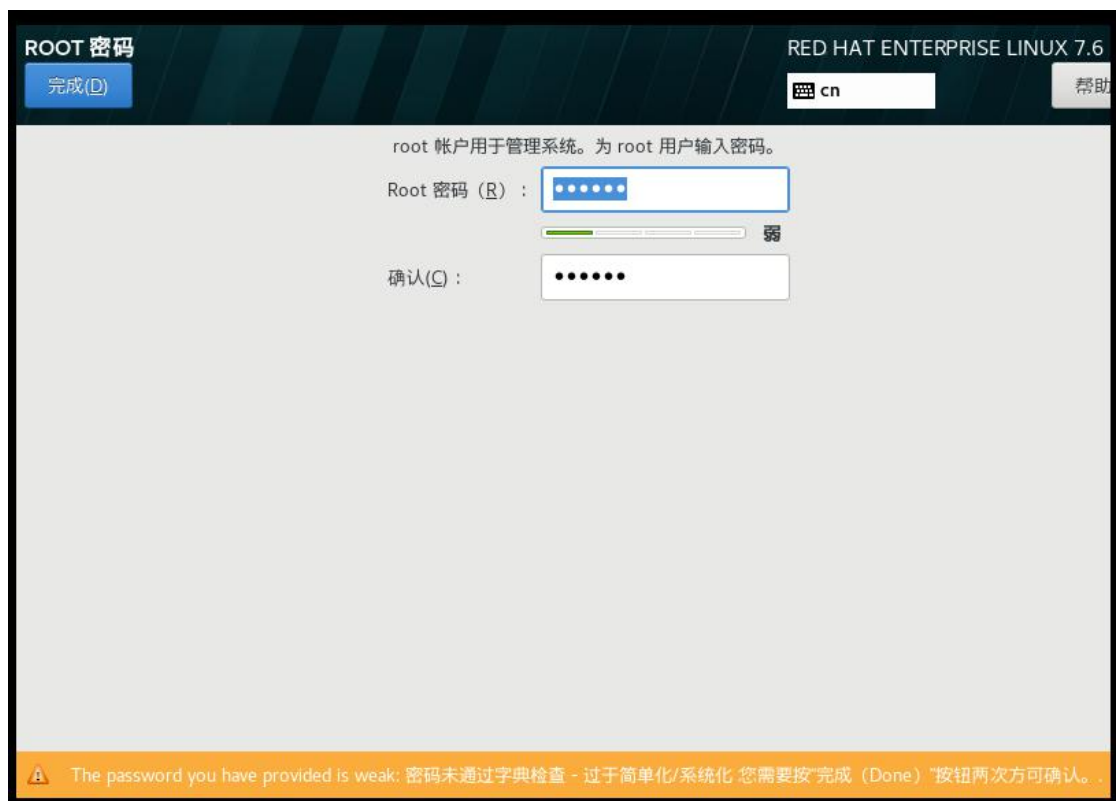 ROOT 密码
RED HAT ENTERPRISE LINUX 7.6
完成(D)
cn
帮助
root 帐户用于管理系统。为 root 用户输入密码。
Root 密码（R）：
••••••
弱
确认(C)：
••••••
The password you have provided is weak: 密码未通过字典检查 - 过于简单化/系统化 您需要按"完成（Done）"按钮两次方可确认。.